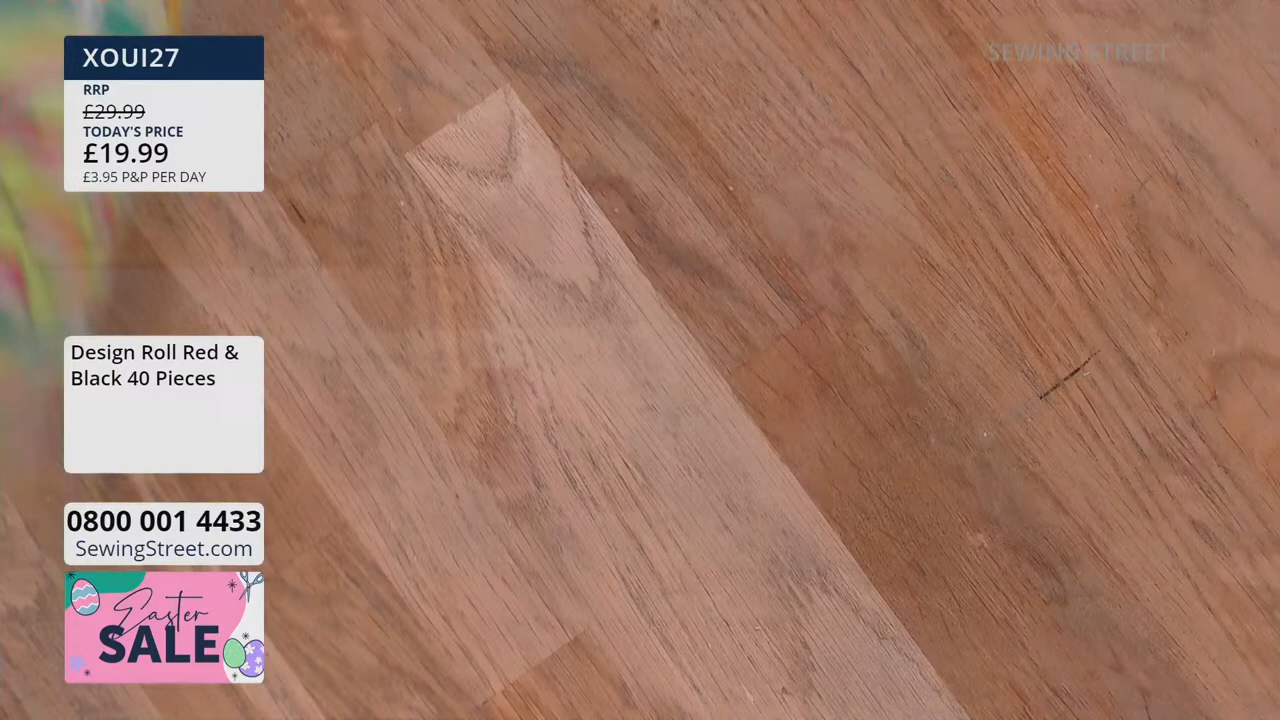 XOUI27
RRP
£29.99
TODAY'S PRICE
£19.99
£3.95 P&P PER DAY
Design Roll Red &
Black 40 Pieces
0800 001 4433
SewingStreet.com
Easter
SALE
SEWING STREET